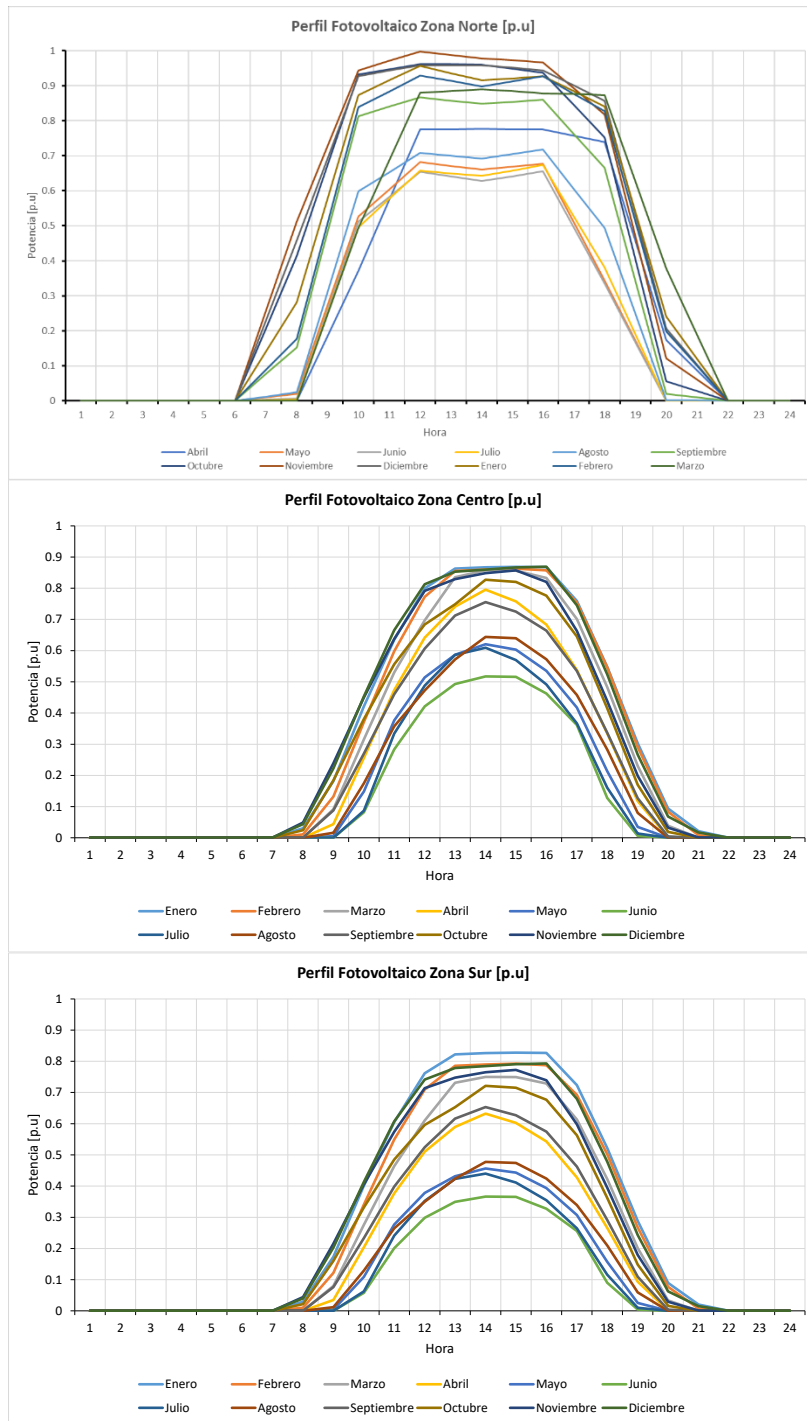 Perfil Fotovoltaico Zona Norte [p.u]
1
0.9
0.8
0.7
0.6
0.5
0.4
0.3
0.2
0.1
0
Potencia [p.u]
1 2 3 4 5 6 7 8 9 10 11 12 13 14 15 16 17 18 19 20 21 22 23 24
Hora
Abril Mayo Junio Julio Agosto Septiembre
Octubre Noviembre Diciembre Enero Febrero Marzo
Perfil Fotovoltaico Zona Centro [p.u]
1
0.9
0.8
0.7
0.6
0.5
0.4
0.3
0.2
0.1
0
Potencia [p.u]
1 2 3 4 5 6 7 8 9 10 11 12 13 14 15 16 17 18 19 20 21 22 23 24
Hora
Enero Febrero Marzo Abril Mayo Junio
Julio Agosto Septiembre Octubre Noviembre Diciembre
Perfil Fotovoltaico Zona Sur [p.u]
1
0.9
0.8
0.7
0.6
0.5
0.4
0.3
0.2
0.1
0
Potencia [p.u]
1 2 3 4 5 6 7 8 9 10 11 12 13 14 15 16 17 18 19 20 21 22 23 24
Hora
Enero Febrero Marzo Abril Mayo Junio
Julio Agosto Septiembre Octubre Noviembre Diciembre